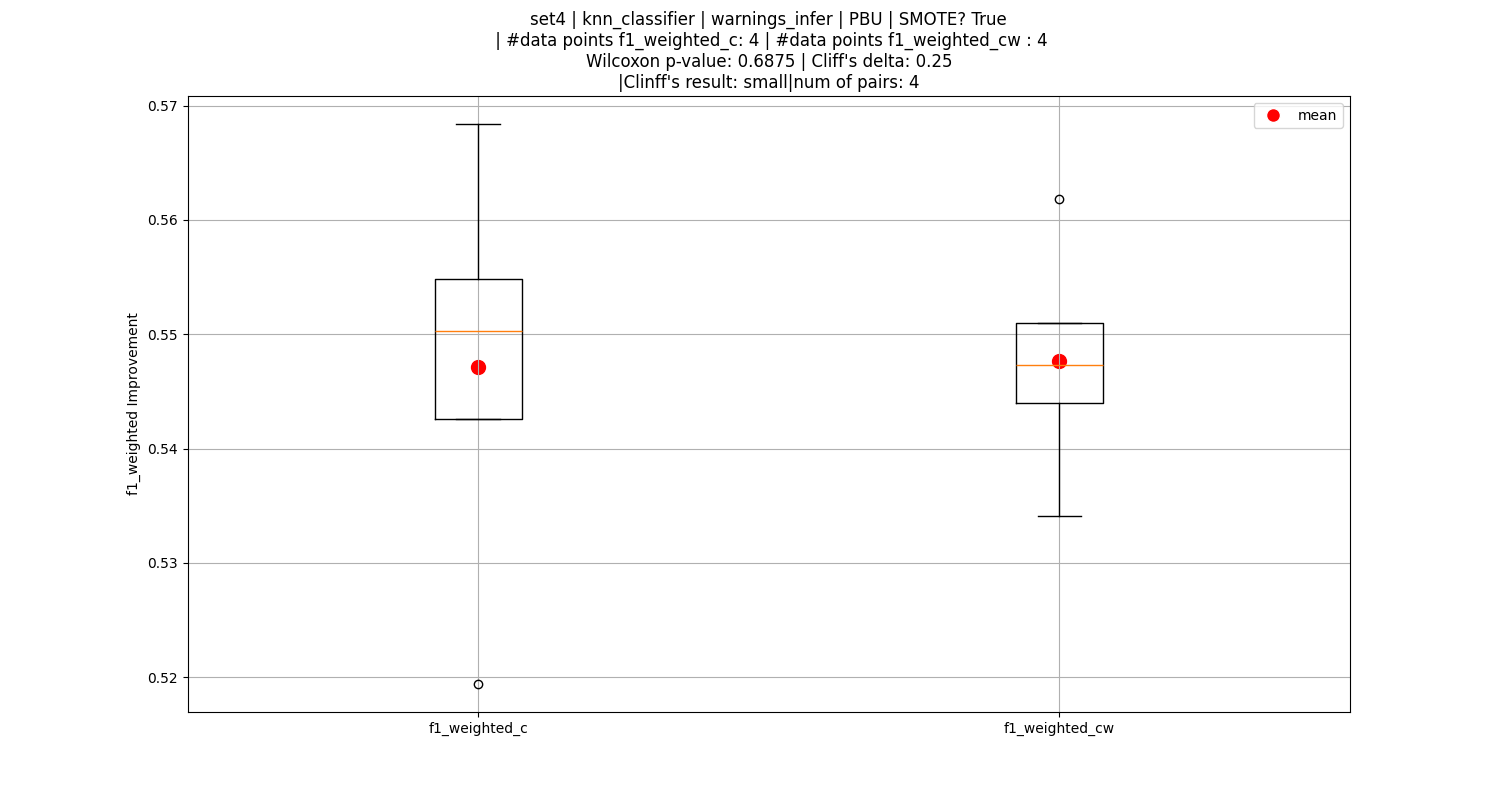 set4 | knn_classifier | warnings_infer | PBU | SMOTE? True
| #data points f1_weighted_c: 4 | #data points f1_weighted_cw : 4
Wilcoxon p-value: 0.6875 | Cliff's delta: 0.25
|Clinff's result: small|num of pairs: 4
mean
0.57
0.56
0.55
0.54
0.53
0.52
f1_weighted Improvement
f1_weighted_c
f1_weighted_cw